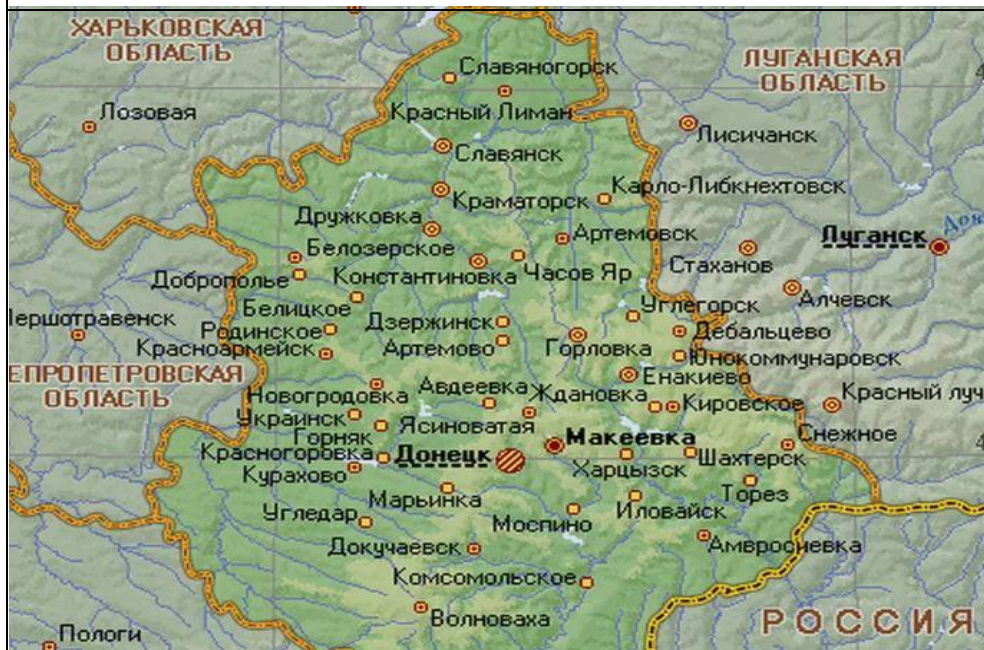 ХАРЬКОВСКАЯ
ОБЛАСТЬ
ЛУГАНСКАЯ
ОБЛАСТЬ
Славяногорск
Лозовая
Красный Лиман
Лисичанск
Славянск
Карло-Либкнехтовск
Краматорск
Дружковка
Артемовск
Луганск
Белозерское
Стаханов
Доброполье
Константиновка
Часов Яр
Алчевск
Белицкое
Углегорск
Першотравенск
Родинское
Дзержинск
Дебальцево
Красноармейск
Артемово
Горловка
Юнокоммунаровск
ЕПРОПЕТРОВСКАЯ
ОБЛАСТЬ
Енакиево
Новогродовка
Авдеевка
Ждановка
Кировское
Красный луч
Украинск
Ясиноватая
Горняк
Макеевка
Снежное
Красногоровка
Донецк
Харцызск
Шахтерск
Курахово
Марьинка
Торез
Угледар
Моспино
Иловайск
Докучаевск
Амвросиевка
Комсомольское
Волноваха
РОССИЯ
Пологи